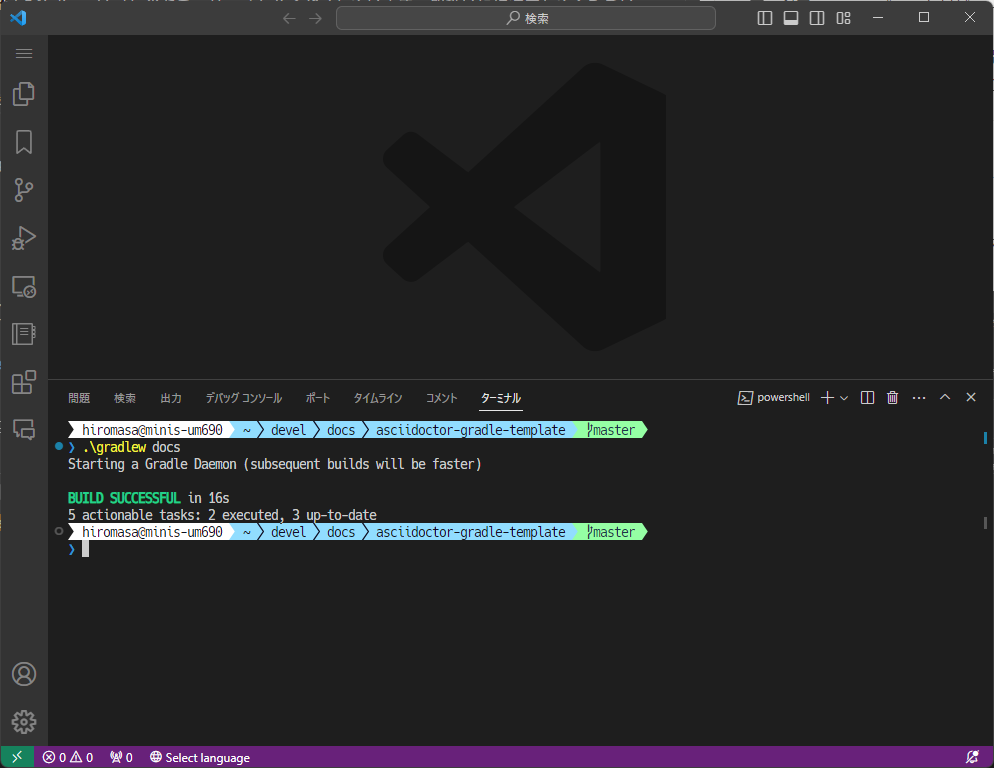 検索
問題 検索 出力 デバッグ コンソール ポート タイムライン コメント ターミナル powershell
hiromasa@minis-um690 ~ devel docs asciidoctor-gradle-template master
❯ .\gradlew docs
Starting a Gradle Daemon (subsequent builds will be faster)
BUILD SUCCESSFUL in 16s
5 actionable tasks: 2 executed, 3 up-to-date
hiromasa@minis-um690 ~ devel docs asciidoctor-gradle-template master
❯
0 0 0 Select language